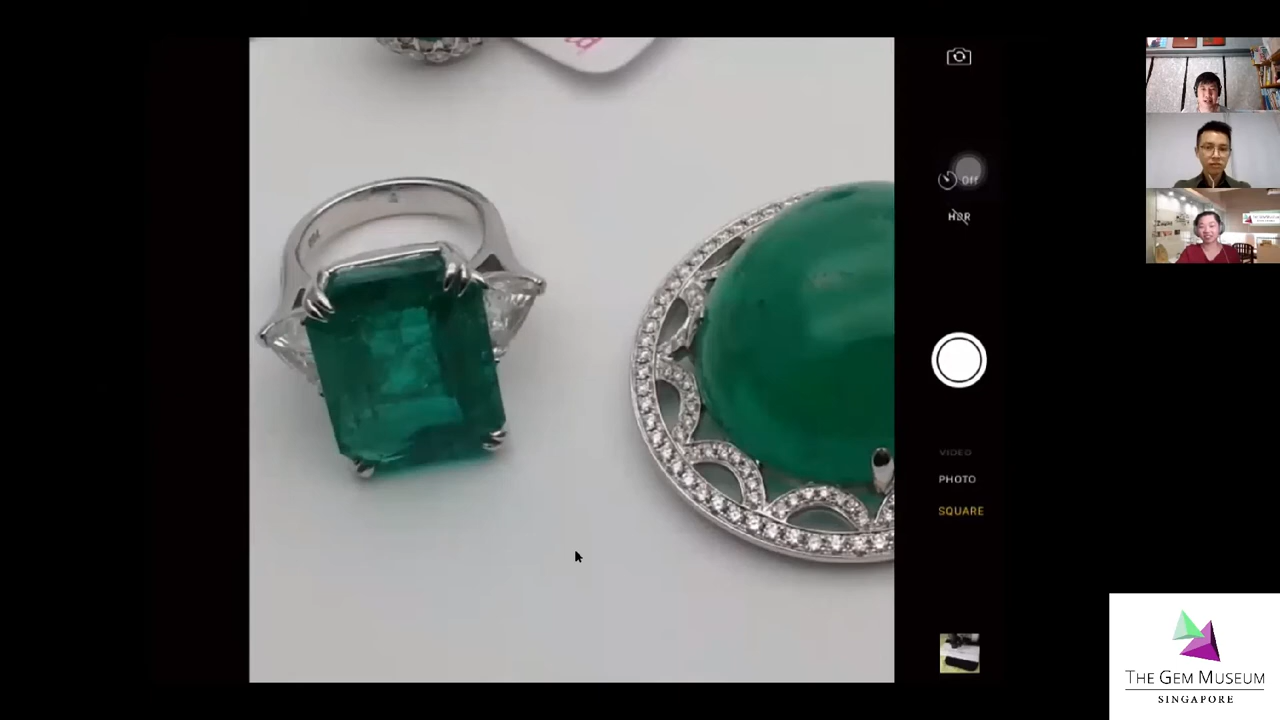 Off
HDR
VIDEO
PHOTO
SQUARE
THE GEM MUSEUM
SINGAPORE